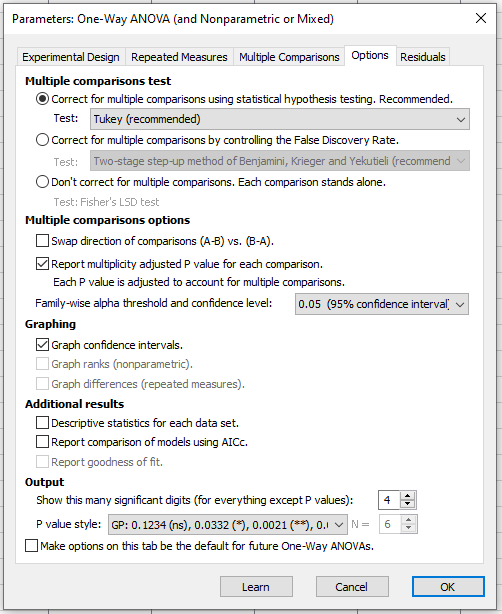 Parameters: One-Way ANOVA (and Nonparametric or Mixed)
Experimental Design Repeated Measures Multiple Comparisons Options Residuals
Multiple comparisons test
Correct for multiple comparisons using statistical hypothesis testing. Recommended.
Test: Tukey (recommended)
Correct for multiple comparisons by controlling the False Discovery Rate.
Test: Two-stage step-up method of Benjamini, Krieger and Yekutieli (recommend
Don't correct for multiple comparisons. Each comparison stands alone.
Test: Fisher's LSD test
Multiple comparisons options
Swap direction of comparisons (A-B) vs. (B-A).
Report multiplicity adjusted P value for each comparison.
Each P value is adjusted to account for multiple comparisons.
Family-wise alpha threshold and confidence level: 0.05 (95% confidence interval)
Graphing
Graph confidence intervals.
Graph ranks (nonparametric).
Graph differences (repeated measures).
Additional results
Descriptive statistics for each data set.
Report comparison of models using AICc.
Report goodness of fit.
Output
Show this many significant digits (for everything except P values): 4
P value style: GP: 0.1234 (ns), 0.0332 (*), 0.0021 (**), 0.0 N = 6
Make options on this tab be the default for future One-Way ANOVAs.
Learn Cancel OK